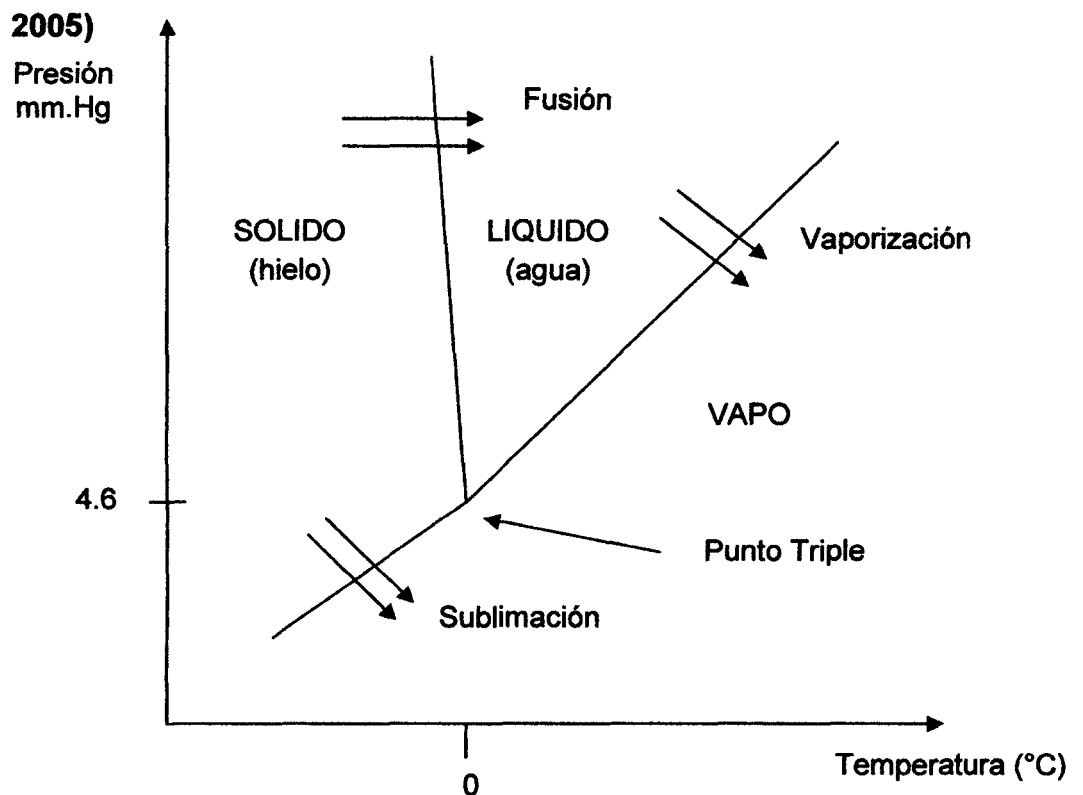 2005)
Presión
mm.Hg
Fusión
SOLIDO
(hielo)
LIQUIDO
(agua)
Vaporización
VAPO
4.6
Punto Triple
Sublimación
0
Temperatura (°C)